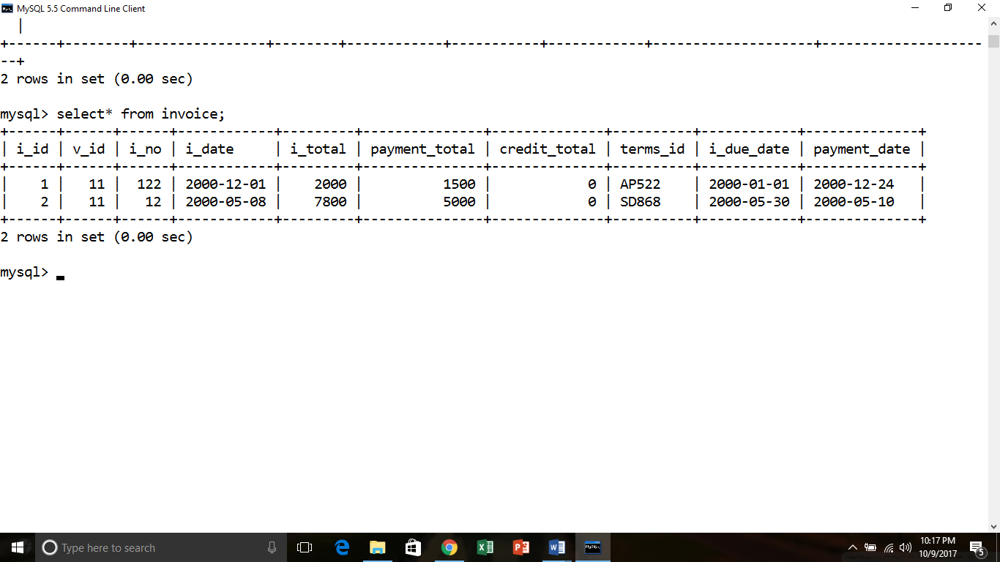 MySQL 5.5 Command Line Client
|
+------+--------+----------------+--------+------------+-----------+------------+--------------------+--------------------
--+
2 rows in set (0.00 sec)
mysql> select* from invoice;
+------+------+------+------------+---------+---------------+--------------+----------+------------+--------------+
| i_id | v_id | i_no | i_date     | i_total | payment_total | credit_total | terms_id | i_due_date | payment_date |
+------+------+------+------------+---------+---------------+--------------+----------+------------+--------------+
|    1 |   11 |  122 | 2000-12-01 |    2000 |          1500 |            0 | AP522    | 2000-01-01 | 2000-12-24   |
|    2 |   11 |   12 | 2000-05-08 |    7800 |          5000 |            0 | SD868    | 2000-05-30 | 2000-05-10   |
+------+------+------+------------+---------+---------------+--------------+----------+------------+--------------+
2 rows in set (0.00 sec)
mysql>
Type here to search
10:17 PM
10/9/2017
5